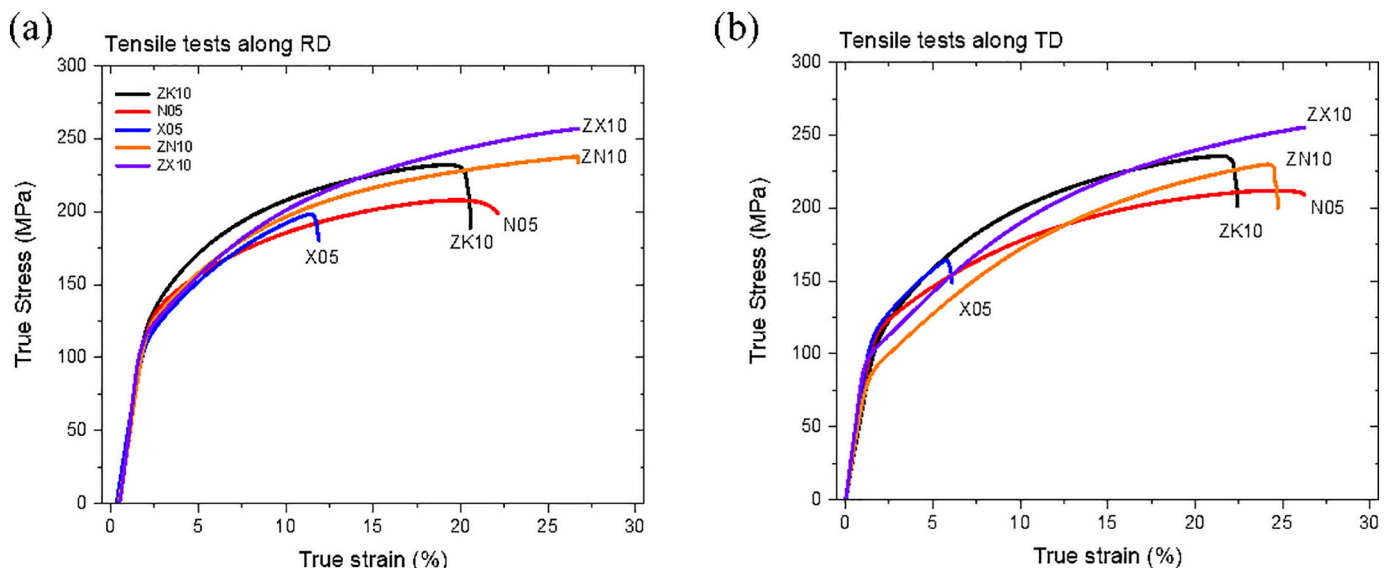 (a)
Tensile tests along RD
300
250
200
150
100
50
0
True Stress (MPa)
ZK10
N05
X05
ZN10
ZX10
ZX10
ZN10
N05
ZK10
X05
0 5 10 15 20 25 30
True strain (%)
(b)
Tensile tests along TD
300
250
200
150
100
50
0
True Stress (MPa)
ZX10
ZN10
N05
ZK10
X05
0 5 10 15 20 25 30
True strain (%)